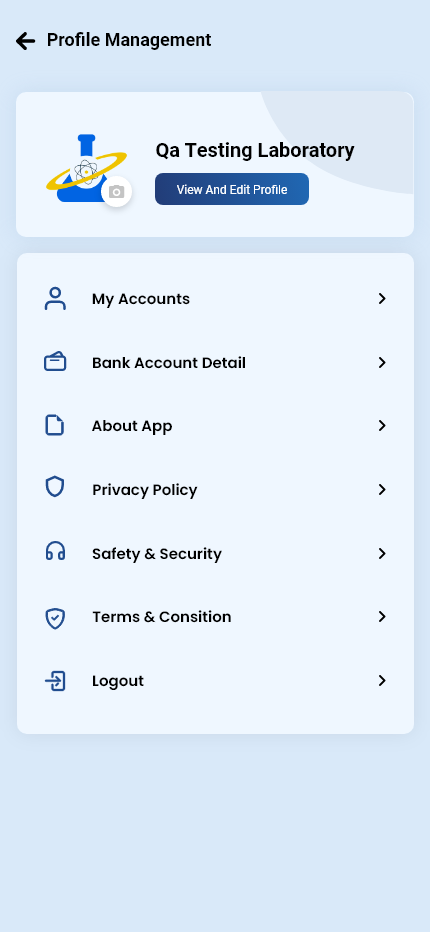 Profile Management
Qa Testing Laboratory
View And Edit Profile
My Accounts
Bank Account Detail
About App
Privacy Policy
Safety & Security
Terms & Consition
Logout